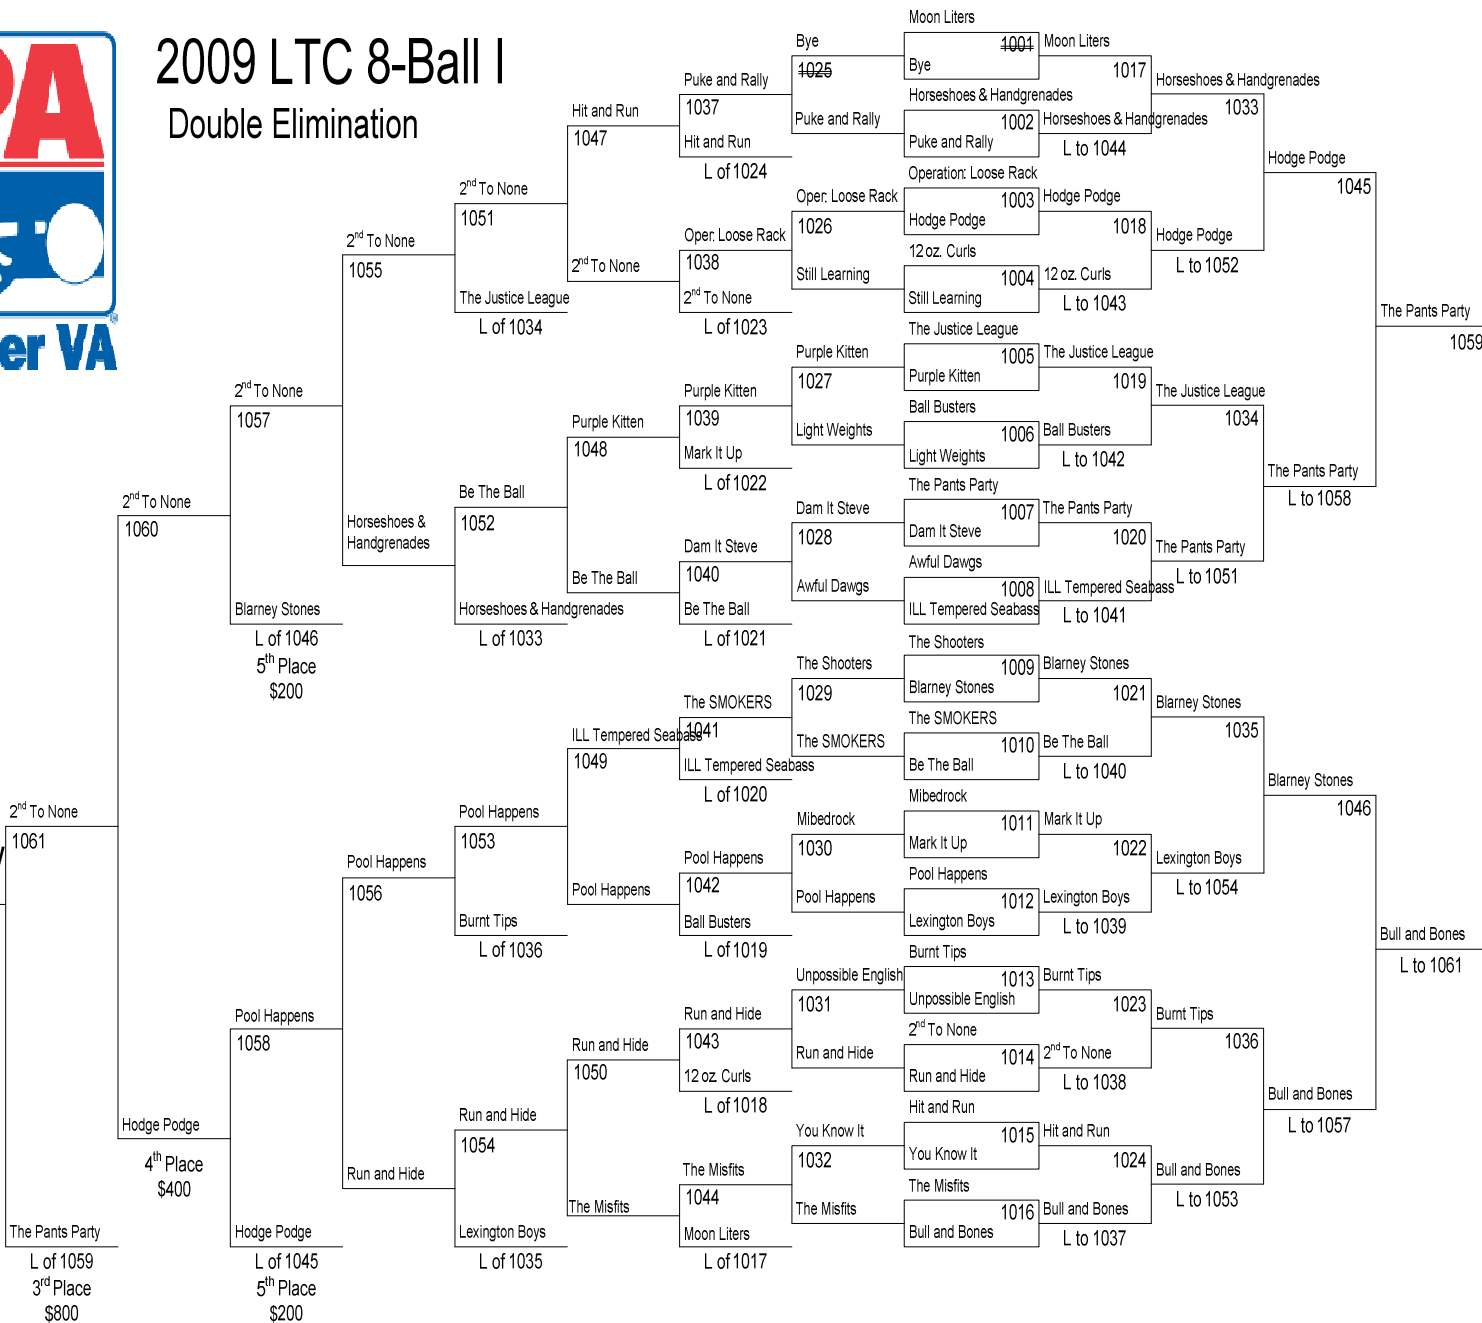 PA
er VA
®
2009 LTC 8-Ball I
Double Elimination
2nd To None
1061
The Pants Party
L of 1059
3rd Place
$800
2nd To None
1060
Hodge Podge
4th Place
$400
2nd To None
1057
Blarney Stones
L of 1046
5th Place
$200
Pool Happens
1058
Hodge Podge
L of 1045
5th Place
$200
2nd To None
1055
Horseshoes &
Handgrenades
Pool Happens
1056
Run and Hide
2nd To None
1051
The Justice League
L of 1034
Be The Ball
1052
Horseshoes & Handgrenades
L of 1033
Pool Happens
1053
Burnt Tips
L of 1036
Run and Hide
1054
Lexington Boys
L of 1035
Hit and Run
1047
2nd To None
Purple Kitten
1048
Be The Ball
ILL Tempered Seabass
1049
Pool Happens
Run and Hide
1050
The Misfits
Puke and Rally
1037
Hit and Run
L of 1024
Oper. Loose Rack
1038
2nd To None
L of 1023
Purple Kitten
1039
Mark It Up
L of 1022
Dam It Steve
1040
Be The Ball
L of 1021
The SMOKERS
1041
ILL Tempered Seabass
L of 1020
Pool Happens
1042
Ball Busters
L of 1019
Run and Hide
1043
12 oz. Curls
L of 1018
The Misfits
1044
Moon Liters
L of 1017
Bye
1025
Puke and Rally
Oper. Loose Rack
1026
Still Learning
Purple Kitten
1027
Light Weights
Dam It Steve
1028
Awful Dawgs
The Shooters
1029
The SMOKERS
Mibedrock
1030
Pool Happens
Unpossible English
1031
Run and Hide
You Know It
1032
The Misfits
Moon Liters
1001
Bye
Horseshoes & Handgrenades
1002
Puke and Rally
Operation: Loose Rack
1003
Hodge Podge
12 oz. Curls
1004
Still Learning
The Justice League
1005
Purple Kitten
Ball Busters
1006
Light Weights
The Pants Party
1007
Dam It Steve
Awful Dawgs
1008
ILL Tempered Seabass
The Shooters
1009
Blarney Stones
The SMOKERS
1010
Be The Ball
Mibedrock
1011
Mark It Up
Pool Happens
1012
Lexington Boys
Burnt Tips
1013
Unpossible English
2nd To None
1014
Run and Hide
Hit and Run
1015
You Know It
The Misfits
1016
Bull and Bones
Moon Liters
1017
Horseshoes & Handgrenades
L to 1044
Hodge Podge
1018
12 oz. Curls
L to 1043
The Justice League
1019
Ball Busters
L to 1042
The Pants Party
1020
ILL Tempered Seabass
L to 1041
Blarney Stones
1021
Be The Ball
L to 1040
Mark It Up
1022
Lexington Boys
L to 1039
Burnt Tips
1023
2nd To None
L to 1038
Hit and Run
1024
Bull and Bones
L to 1037
Horseshoes & Handgrenades
1033
Hodge Podge
L to 1052
The Justice League
1034
The Pants Party
L to 1051
Blarney Stones
1035
Lexington Boys
L to 1054
Burnt Tips
1036
Bull and Bones
L to 1053
Hodge Podge
1045
The Pants Party
L to 1058
Blarney Stones
1046
Bull and Bones
L to 1057
The Pants Party
1059
Bull and Bones
L to 1061